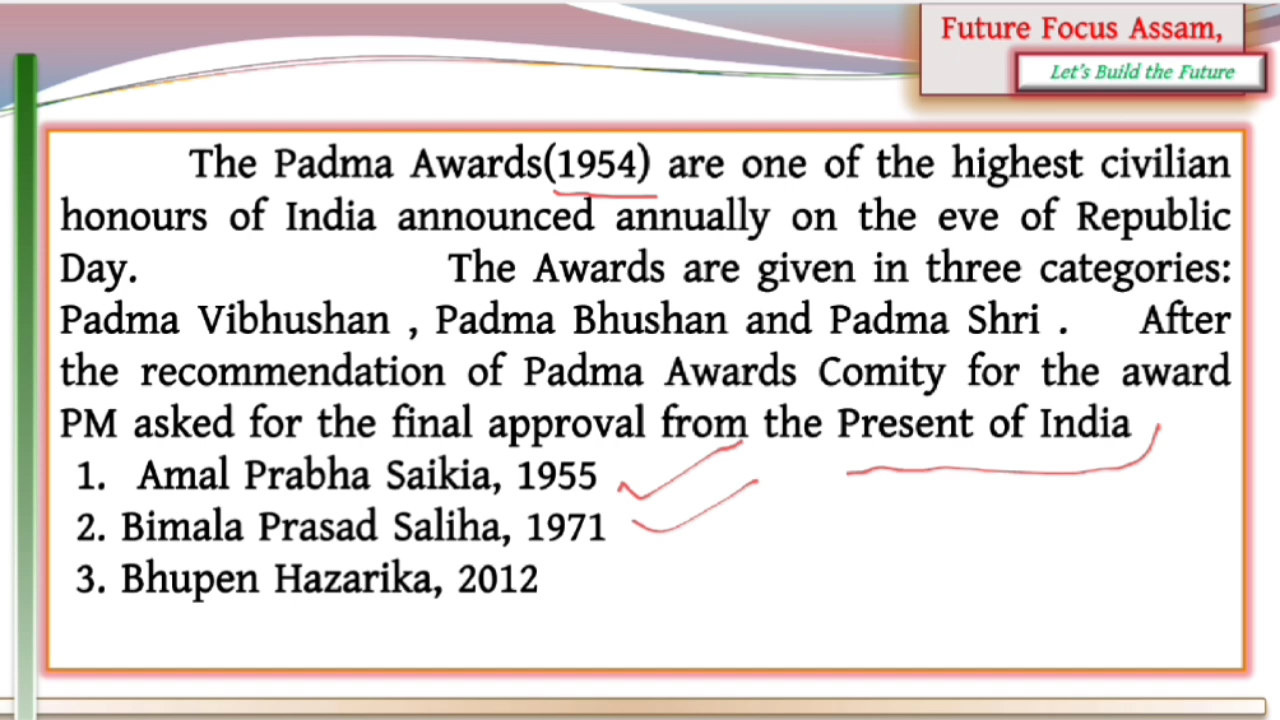 Future Focus Assam,
Let's Build the Future
The Padma Awards(1954) are one of the highest civilian
honours of India announced annually on the eve of Republic
Day. The Awards are given in three categories:
Padma Vibhushan , Padma Bhushan and Padma Shri . After
the recommendation of Padma Awards Comity for the award
PM asked for the final approval from the Present of India
1. Amal Prabha Saikia, 1955
2. Bimala Prasad Saliha, 1971
3. Bhupen Hazarika, 2012